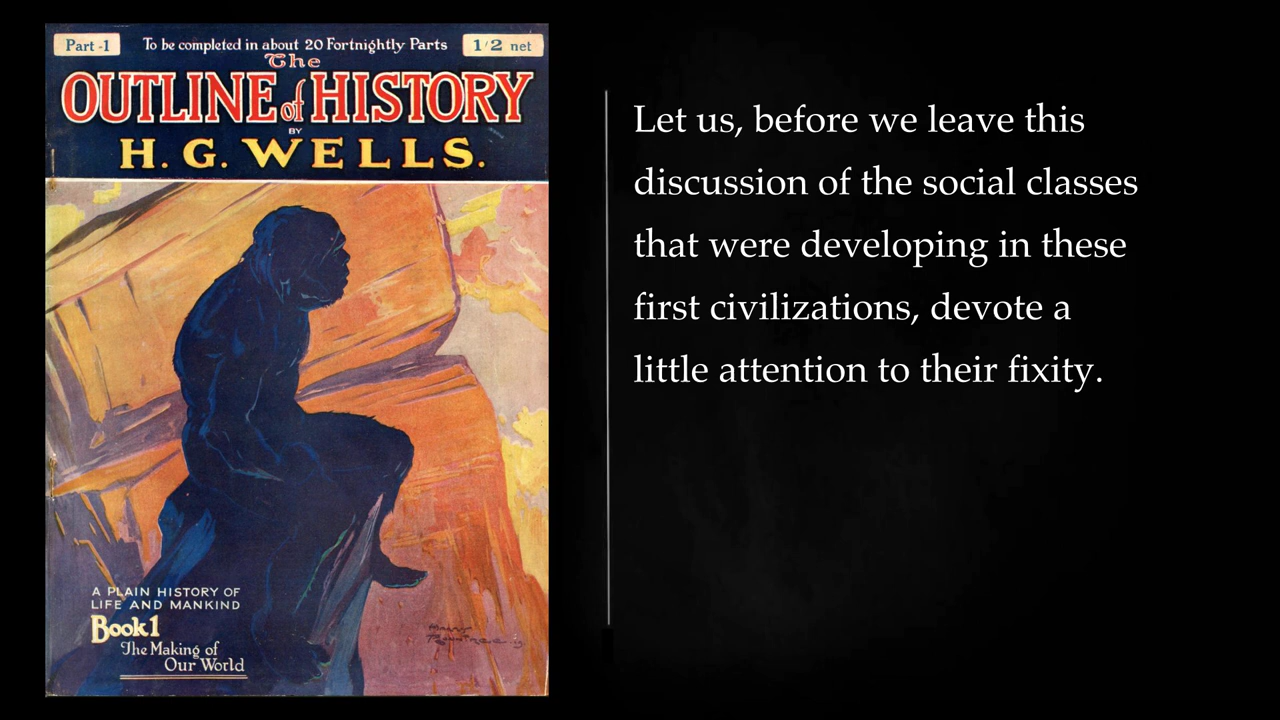 Part -1
To be completed in about 20 Fortnightly Parts
1/2 net
The
OUTLINE of HISTORY
BY
H. G. WELLS.
A PLAIN HISTORY OF
LIFE AND MANKIND
Book 1
The Making of
Our World
Let us, before we leave this
discussion of the social classes
that were developing in these
first civilizations, devote a
little attention to their fixity.